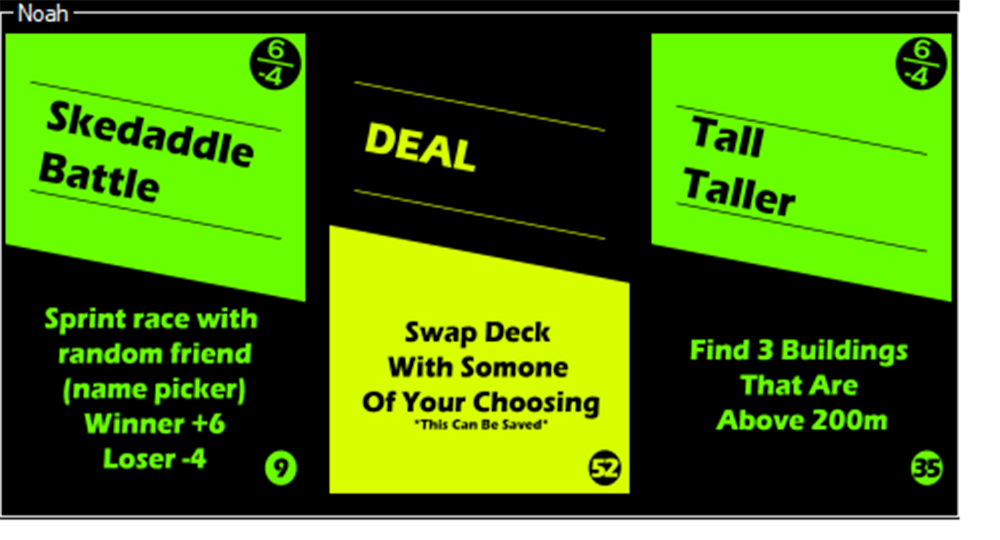 Noah
6
-4
Skedaddle
Battle
Sprint race with
random friend
(name picker)
Winner +6
Loser -4
9
DEAL
Swap Deck
With Somone
Of Your Choosing
*This Can Be Saved*
52
6
-4
Tall
Taller
Find 3 Buildings
That Are
Above 200m
35